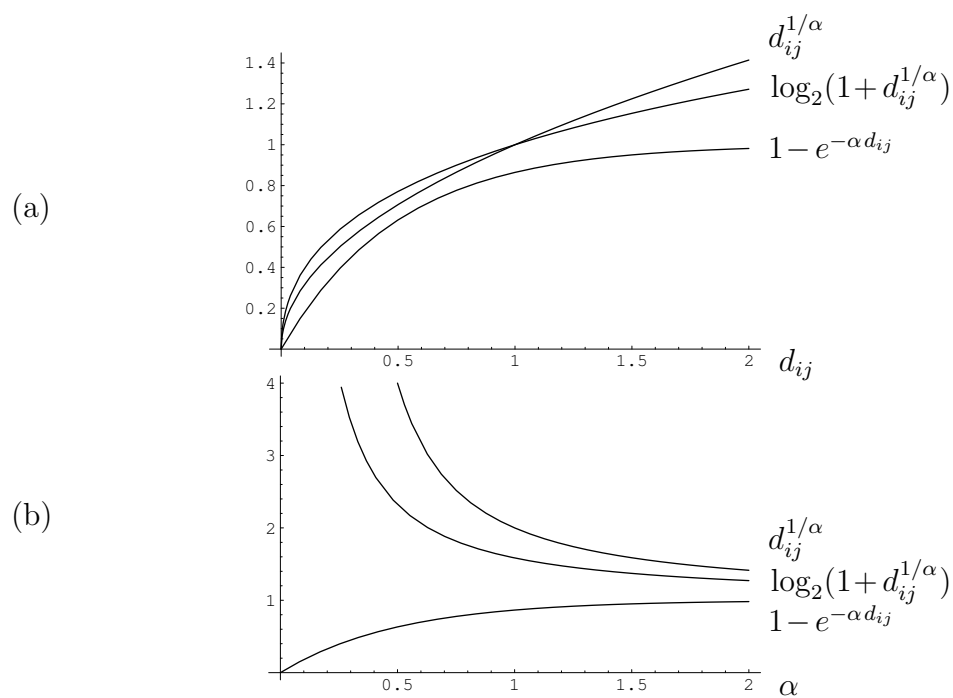 d_{ij}^{1/α}
1.4
log₂(1+ d_{ij}^{1/α})
1.2
1
1− e^{−α d_{ij}}
0.8
(a)
0.6
0.4
0.2
0.5 1 1.5 2 d_{ij}
4
3
(b)
2
d_{ij}^{1/α}
log₂(1+ d_{ij}^{1/α})
1
1− e^{−α d_{ij}}
0.5 1 1.5 2 α